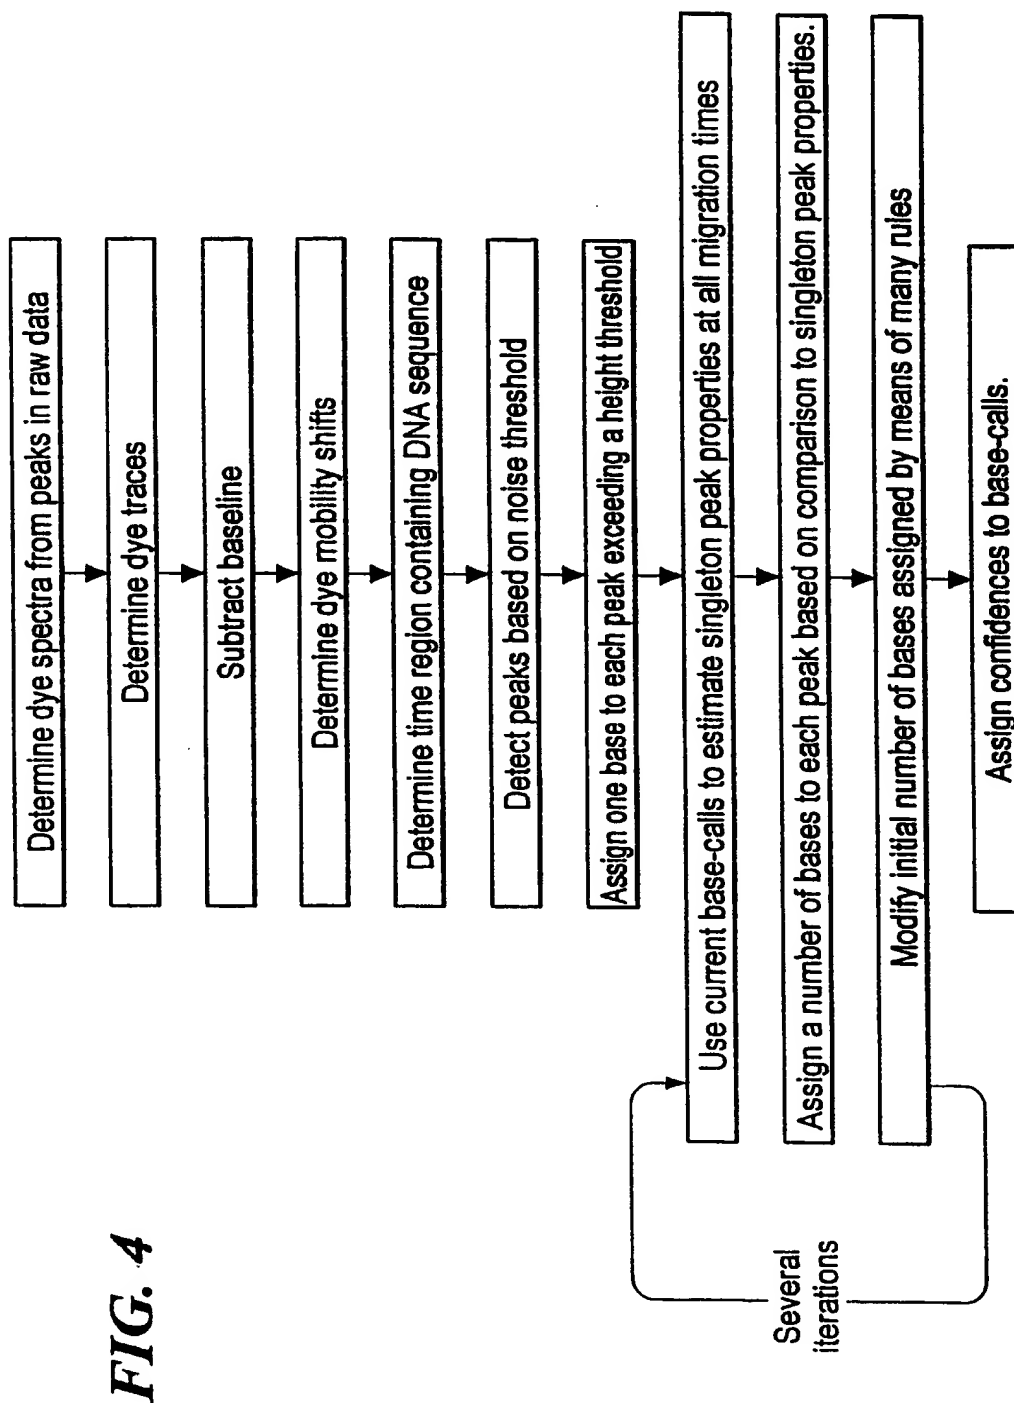 FIG. 4
Determine dye spectra from peaks in raw data
Determine dye traces
Subtract baseline
Determine dye mobility shifts
Determine time region containing DNA sequence
Detect peaks based on noise threshold
Assign one base to each peak exceeding a height threshold
Use current base-calls to estimate singleton peak properties at all migration times
Assign a number of bases to each peak based on comparison to singleton peak properties.
Modify initial number of bases assigned by means of many rules
Several
iterations
Assign confidences to base-calls.